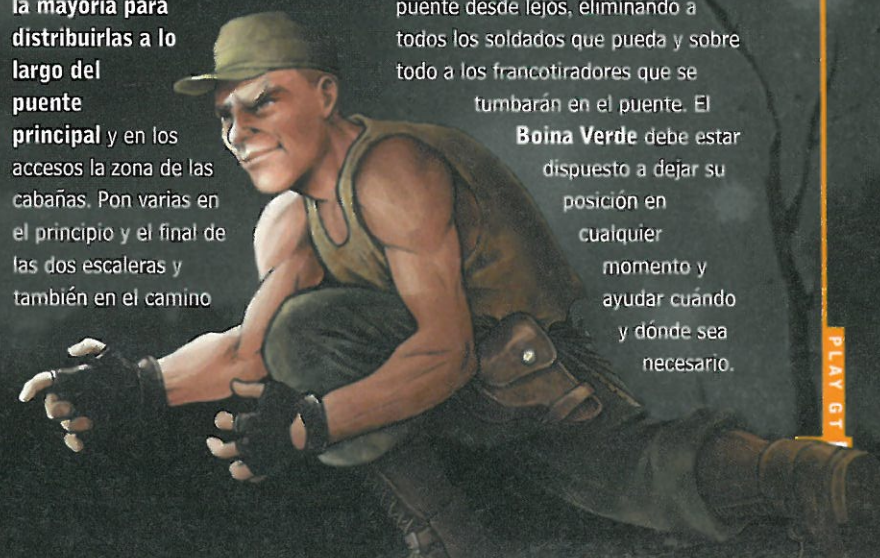 la mayoría para
distribuirlas a lo
largo del
puente
principal y en los
accesos la zona de las
cabañas. Pon varias en
el principio y el final de
las dos escaleras y
también en el camino
puente desde lejos, eliminando a
todos los soldados que pueda y sobre
todo a los francotiradores que se
tumbarán en el puente. El
Boina Verde debe estar
dispuesto a dejar su
posición en
cualquier
momento y
ayudar cuándo
y dónde sea
necesario.
PLAY GT